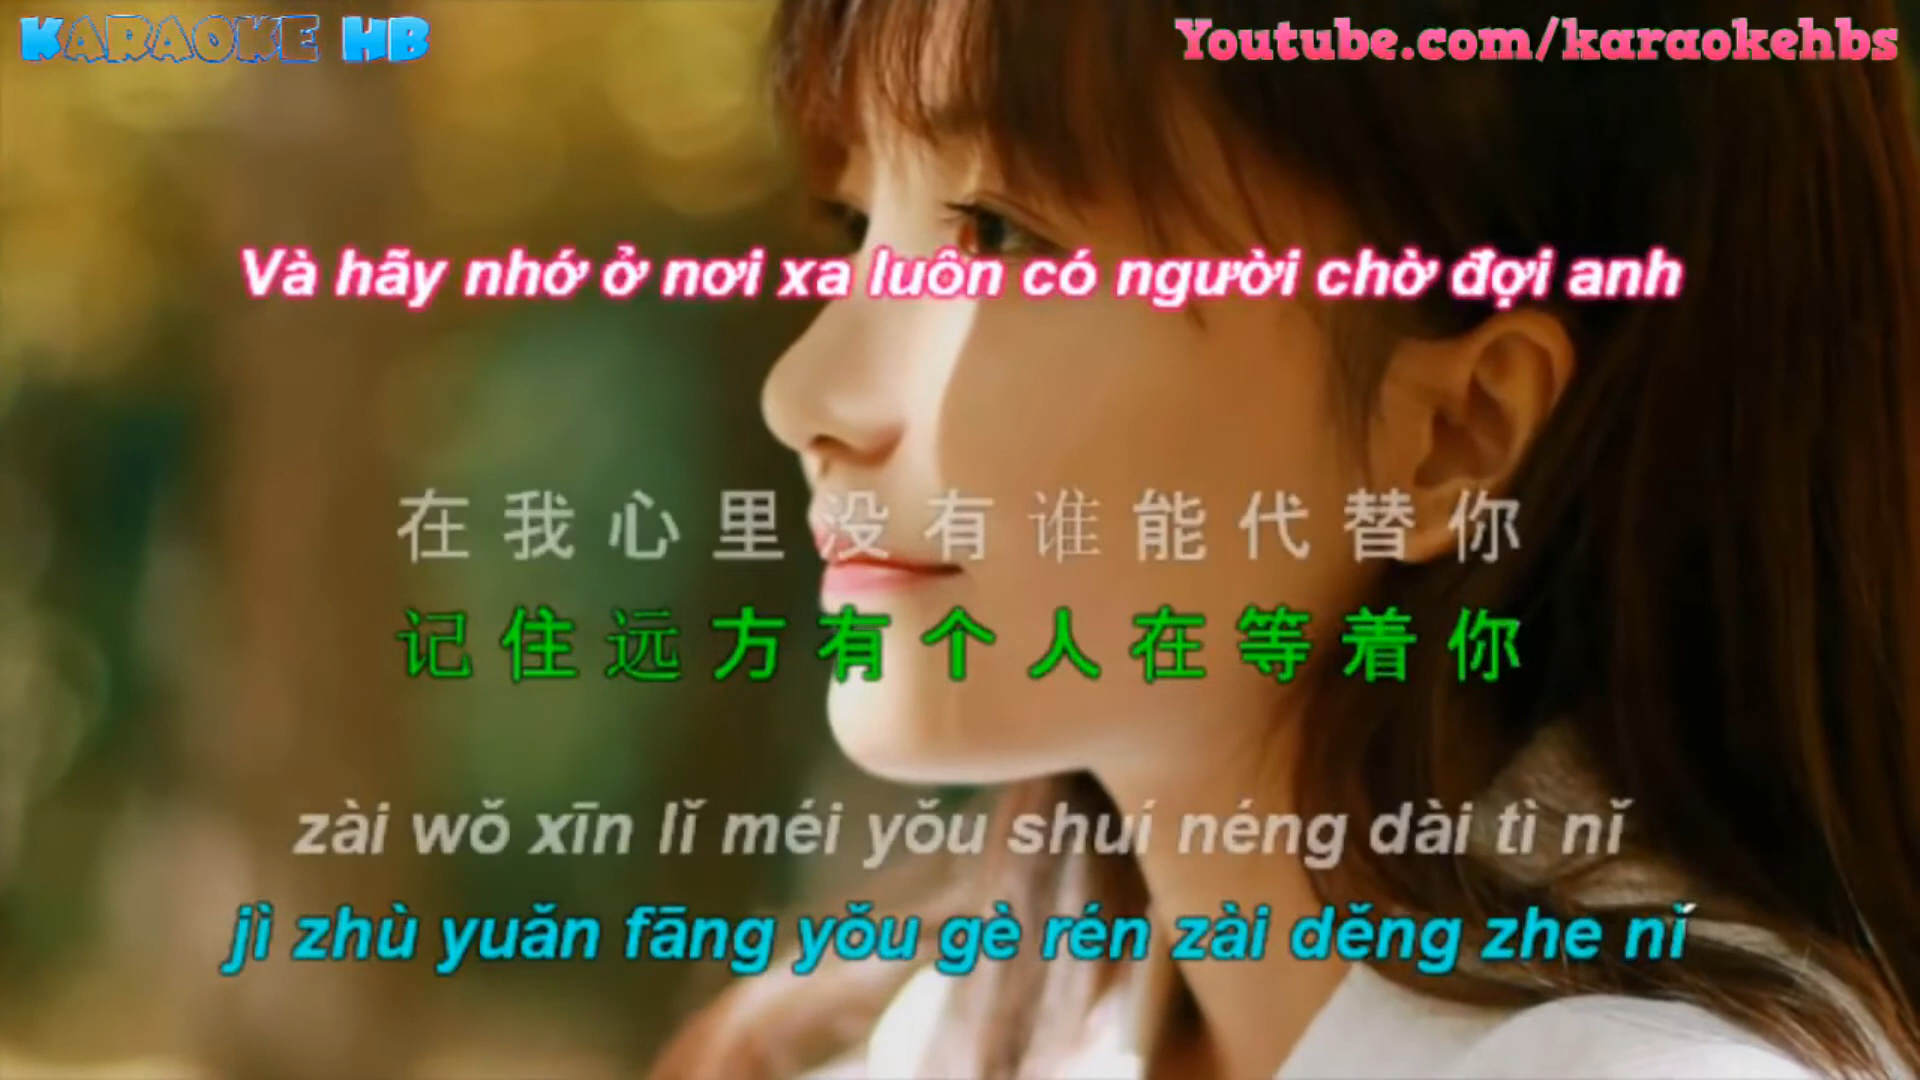 KARAOKE HB
Youtube.com/karaokehbs
Và hãy nhớ ở nơi xa luôn có người chờ đợi anh
在我心里没有谁能代替你
记住远方有个人在等着你
zài wǒ xīn lǐ méi yǒu shuí néng dài tì nǐ
jì zhù yuǎn fāng yǒu gè rén zài děng zhe nǐ